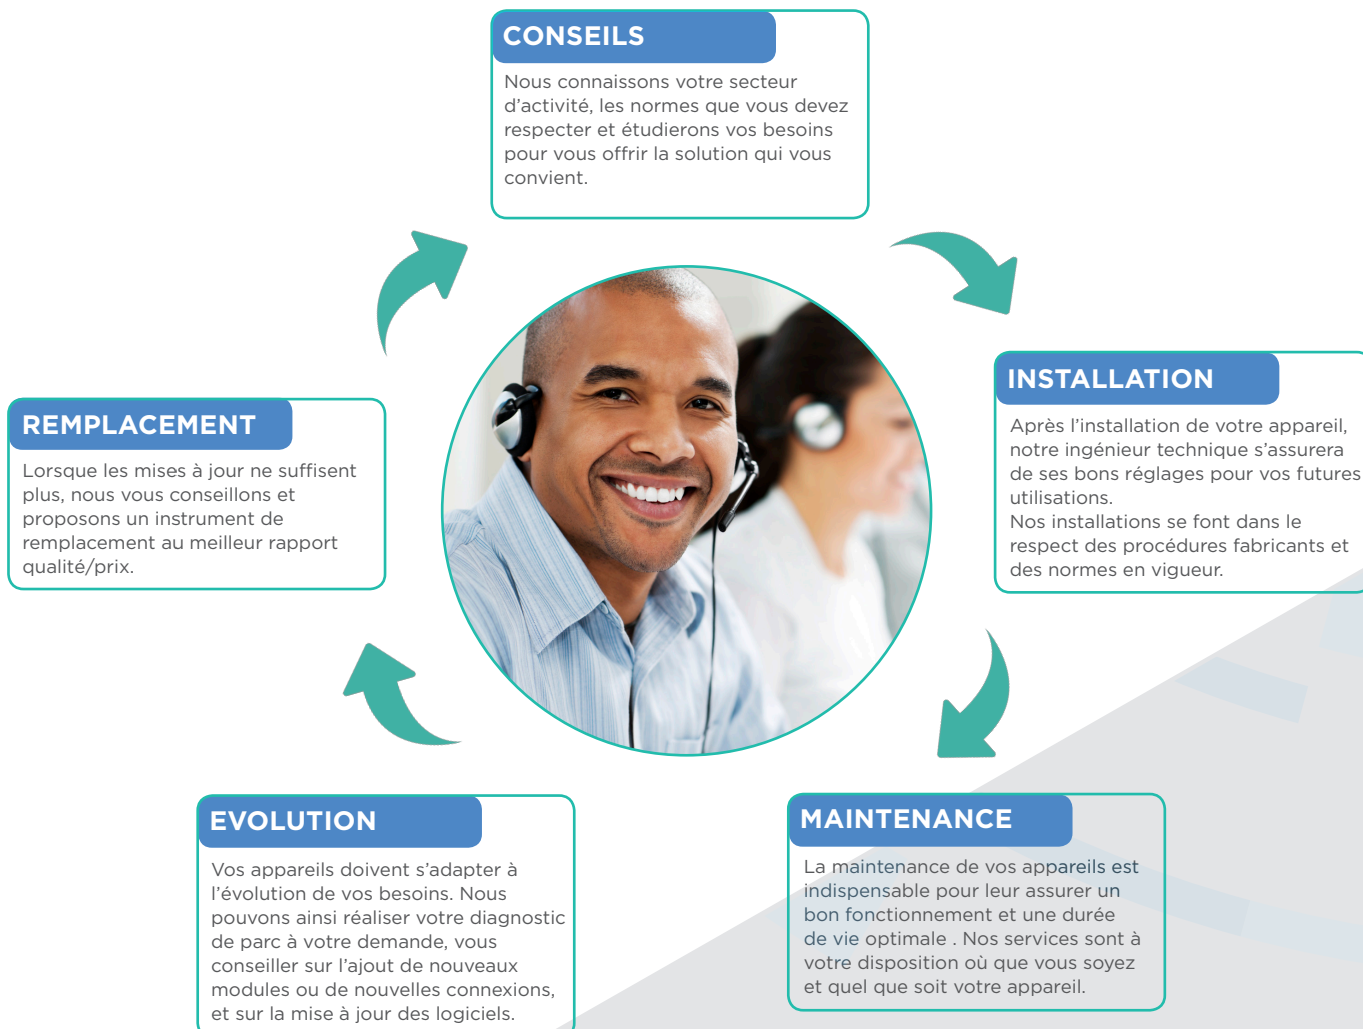 CONSEILS
Nous connaissons votre secteur
d’activité, les normes que vous devez
respecter et étudierons vos besoins
pour vous offrir la solution qui vous
convient.
INSTALLATION
Après l’installation de votre appareil,
notre ingénieur technique s’assurera
de ses bons réglages pour vos futures
utilisations.
Nos installations se font dans le
respect des procédures fabricants et
des normes en vigueur.
MAINTENANCE
La maintenance de vos appareils est
indispensable pour leur assurer un
bon fonctionnement et une durée
de vie optimale . Nos services sont à
votre disposition où que vous soyez
et quel que soit votre appareil.
EVOLUTION
Vos appareils doivent s’adapter à
l’évolution de vos besoins. Nous
pouvons ainsi réaliser votre diagnostic
de parc à votre demande, vous
conseiller sur l’ajout de nouveaux
modules ou de nouvelles connexions,
et sur la mise à jour des logiciels.
REMPLACEMENT
Lorsque les mises à jour ne suffisent
plus, nous vous conseillons et
proposons un instrument de
remplacement au meilleur rapport
qualité/prix.